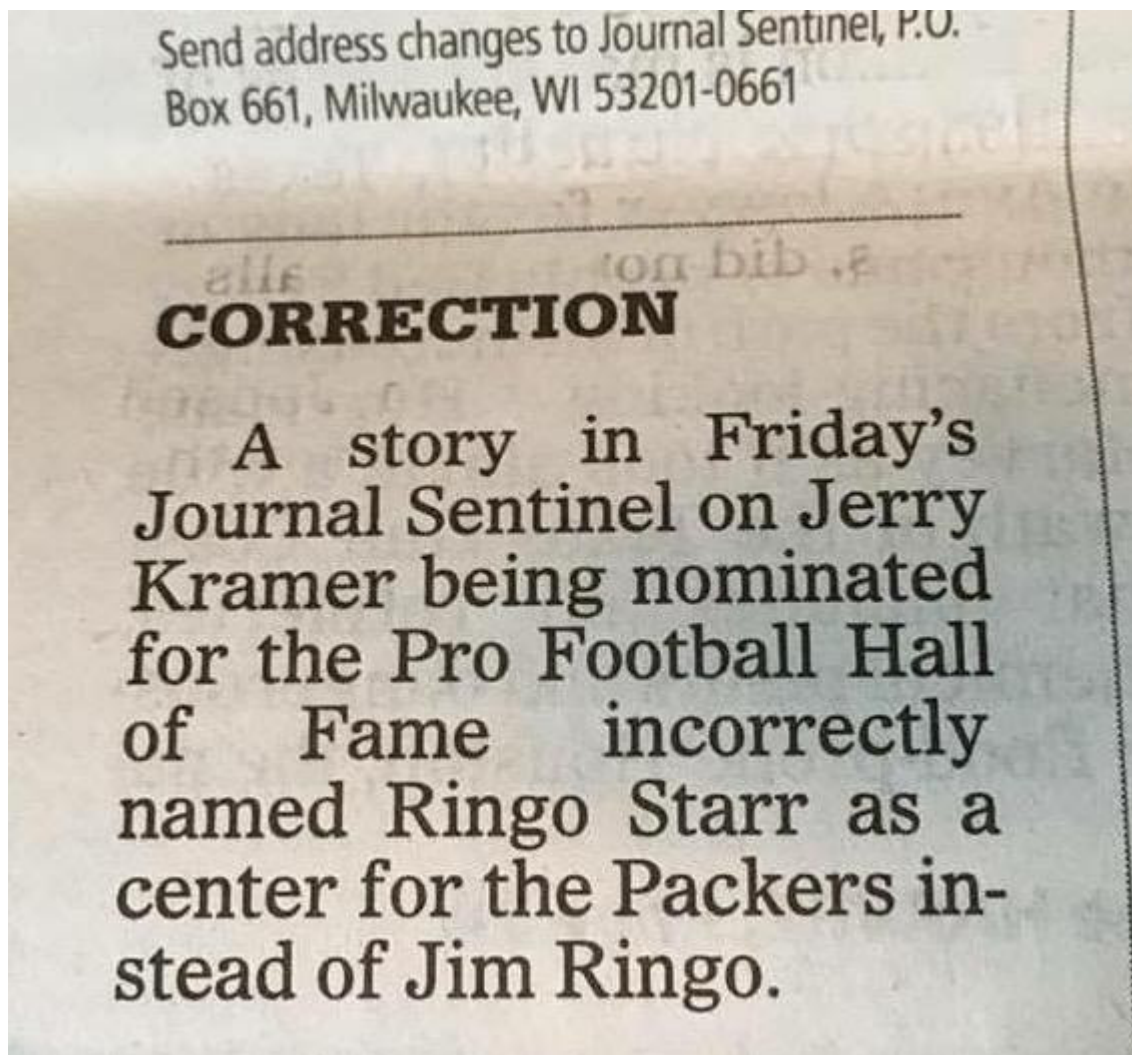 Send address changes to Journal Sentinel, P.O.
Box 661, Milwaukee, WI 53201-0661
CORRECTION
A story in Friday's
Journal Sentinel on Jerry
Kramer being nominated
for the Pro Football Hall
of Fame incorrectly
named Ringo Starr as a
center for the Packers in-
stead of Jim Ringo.